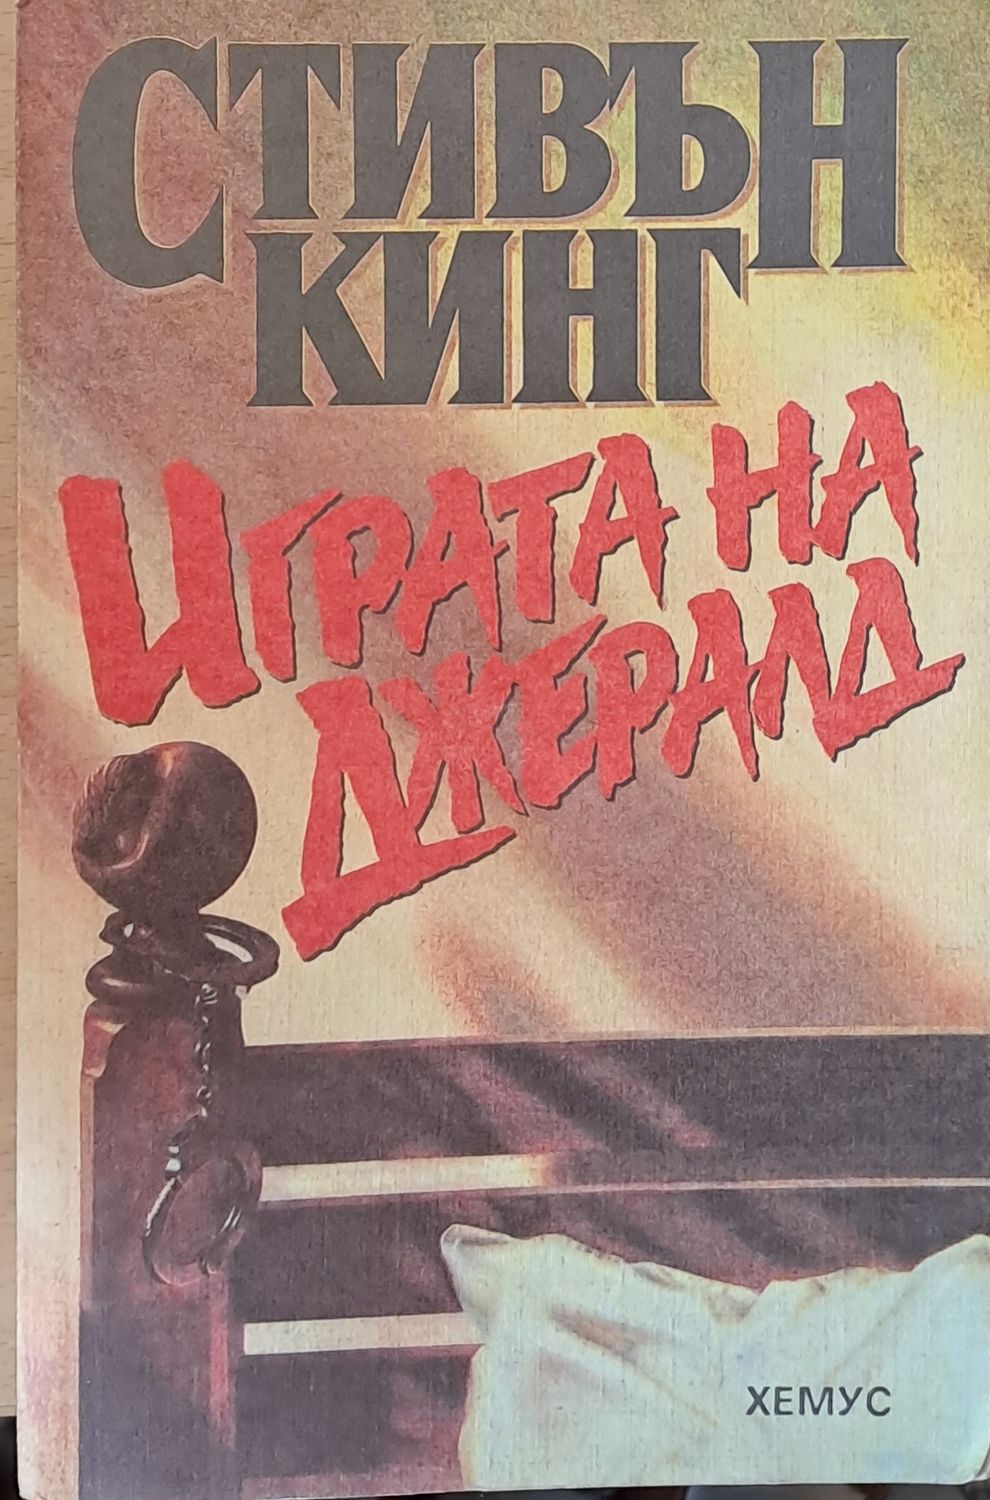 СТИВЪН
КИНГ
ИГРАТА НА
ДЖЕРАЛД
ХЕМУС